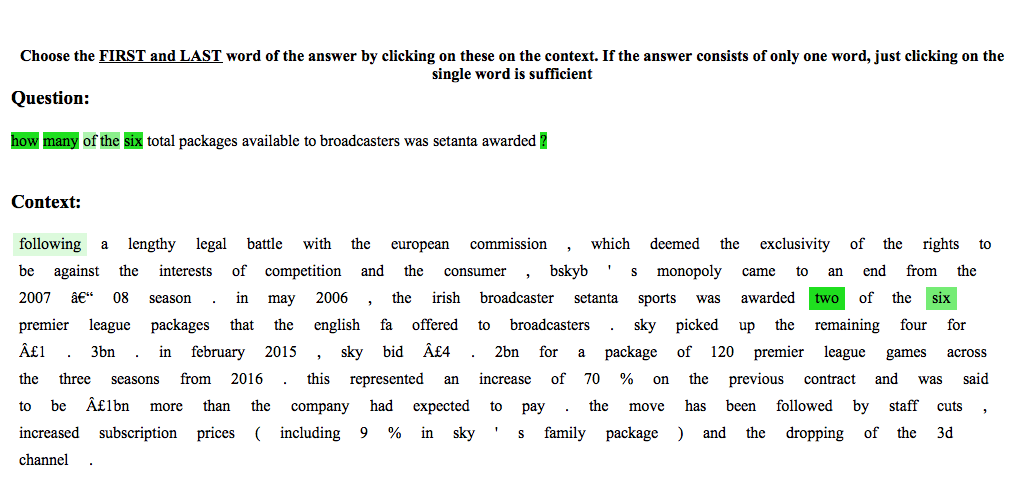 Choose the FIRST and LAST word of the answer by clicking on these on the context. If the answer consists of only one word, just clicking on the
single word is sufficient
Question:
how many of the six total packages available to broadcasters was setanta awarded ?
Context:
following a lengthy legal battle with the european commission , which deemed the exclusivity of the rights to
be against the interests of competition and the consumer , bskyb ' s monopoly came to an end from the
2007 â€“ 08 season . in may 2006 , the irish broadcaster setanta sports was awarded two of the six
premier league packages that the english fa offered to broadcasters . sky picked up the remaining four for
Â£1 . 3bn . in february 2015 , sky bid Â£4 . 2bn for a package of 120 premier league games across
the three seasons from 2016 . this represented an increase of 70 % on the previous contract and was said
to be Â£1bn more than the company had expected to pay . the move has been followed by staff cuts ,
increased subscription prices ( including 9 % in sky ' s family package ) and the dropping of the 3d
channel .